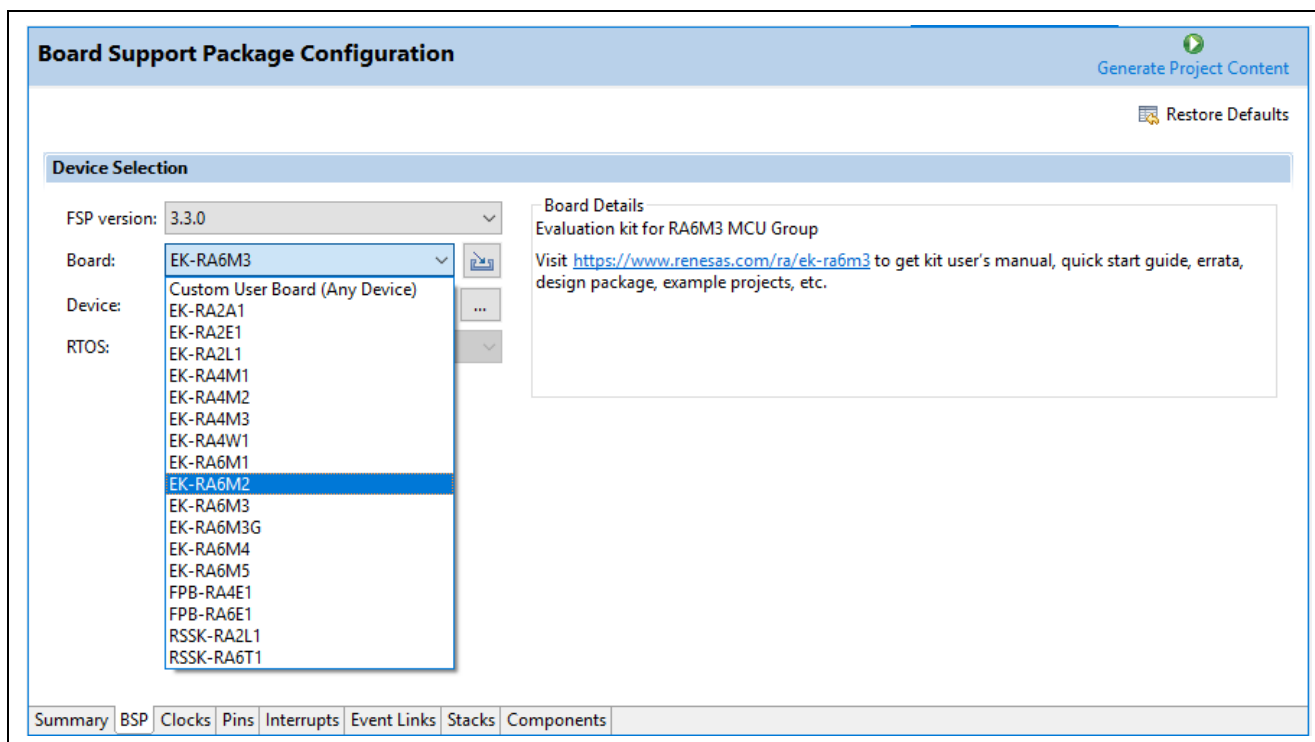 Board Support Package Configuration
Generate Project Content
Restore Defaults
Device Selection
FSP version: 3.3.0
Board: EK-RA6M3
Device: ...
RTOS:
Custom User Board (Any Device)
EK-RA2A1
EK-RA2E1
EK-RA2L1
EK-RA4M1
EK-RA4M2
EK-RA4M3
EK-RA4W1
EK-RA6M1
EK-RA6M2
EK-RA6M3
EK-RA6M3G
EK-RA6M4
EK-RA6M5
FPB-RA4E1
FPB-RA6E1
RSSK-RA2L1
RSSK-RA6T1
Board Details
Evaluation kit for RA6M3 MCU Group
Visit https://www.renesas.com/ra/ek-ra6m3 to get kit user's manual, quick start guide, errata,
design package, example projects, etc.
Summary BSP Clocks Pins Interrupts Event Links Stacks Components